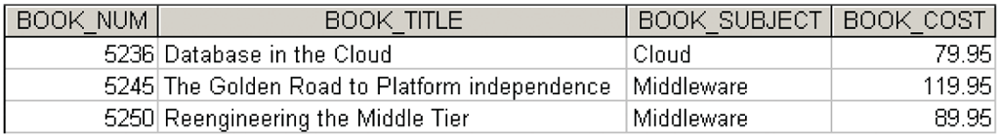 BOOK_NUM BOOK_TITLE BOOK_SUBJECT BOOK_COST
5236 Database in the Cloud Cloud 79.95
5245 The Golden Road to Platform independence Middleware 119.95
5250 Reengineering the Middle Tier Middleware 89.95